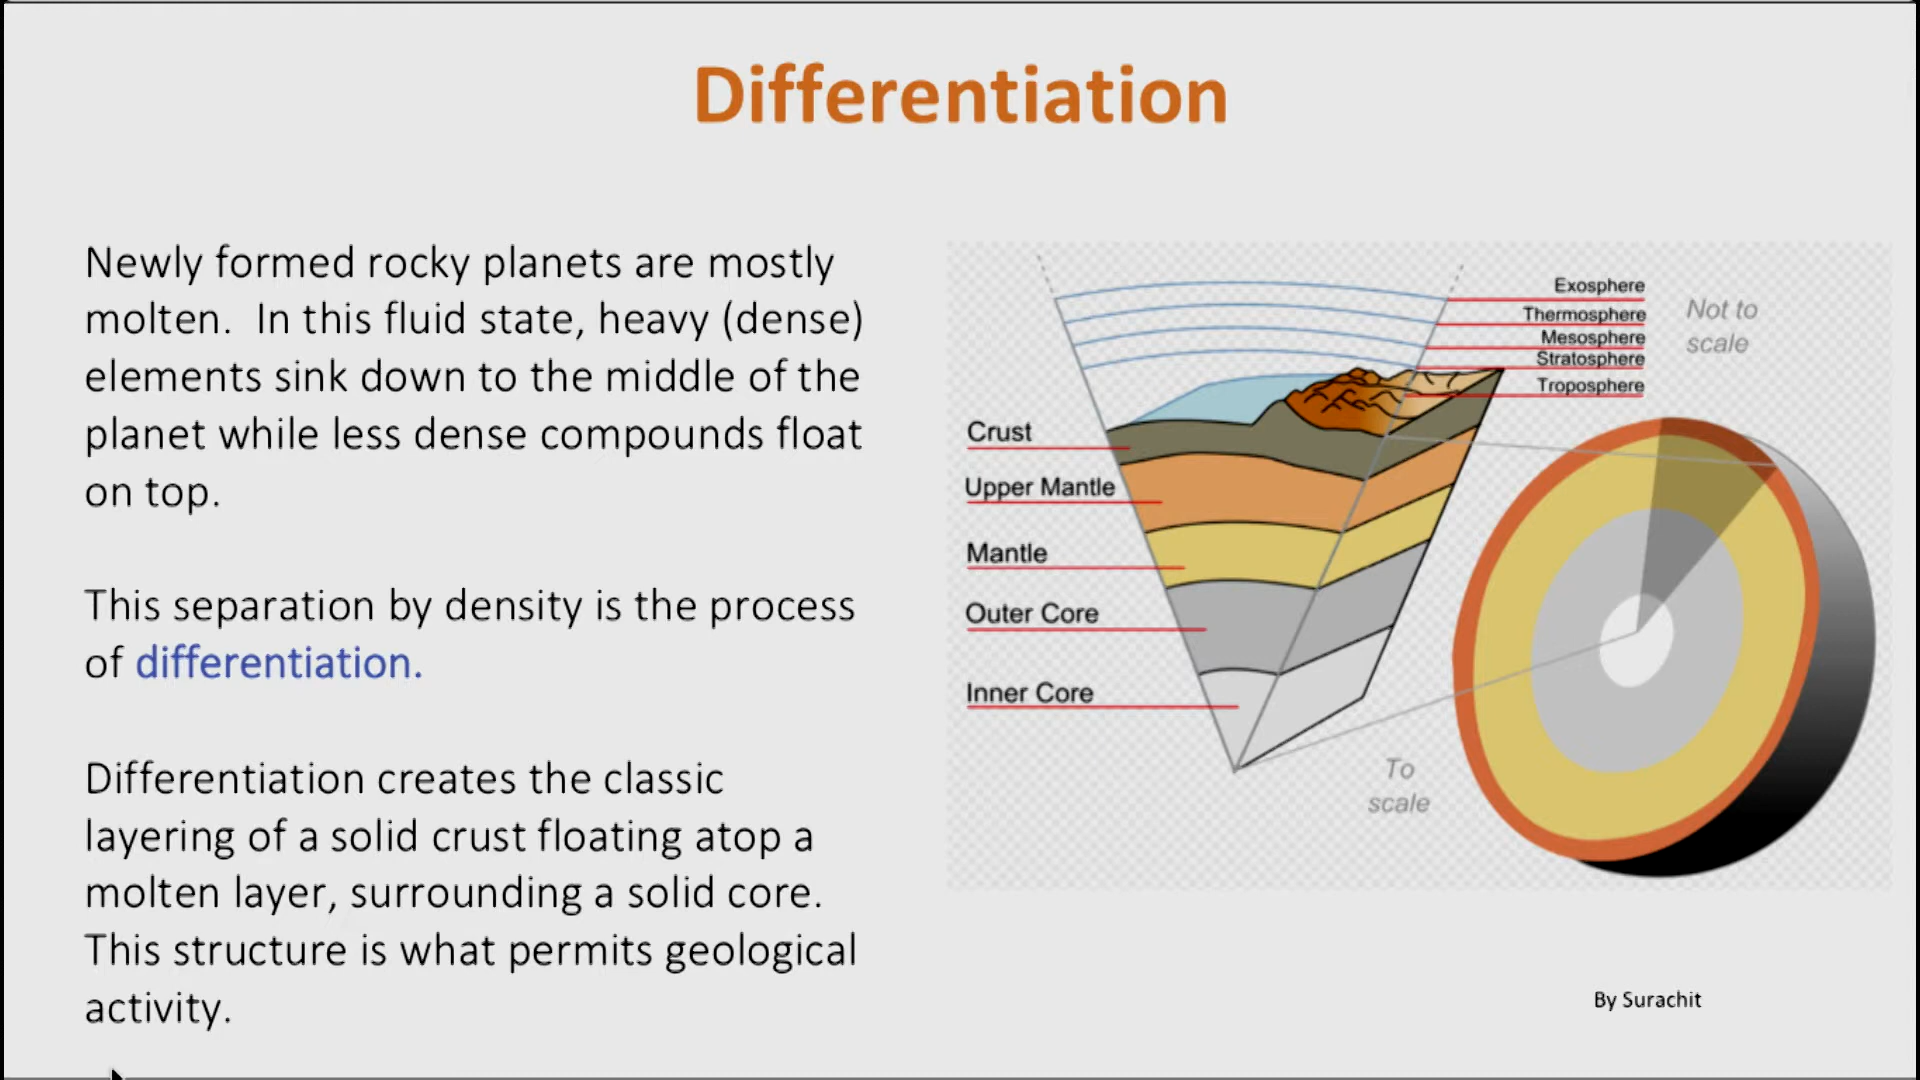 Differentiation
Newly formed rocky planets are mostly
molten.  In this fluid state, heavy (dense)
elements sink down to the middle of the
planet while less dense compounds float
on top.
This separation by density is the process
of differentiation.
Differentiation creates the classic
layering of a solid crust floating atop a
molten layer, surrounding a solid core.
This structure is what permits geological
activity.
Exosphere
Thermosphere
Mesosphere
Stratosphere
Troposphere
Not to
scale
Crust
Upper Mantle
Mantle
Outer Core
Inner Core
To
scale
By Surachit